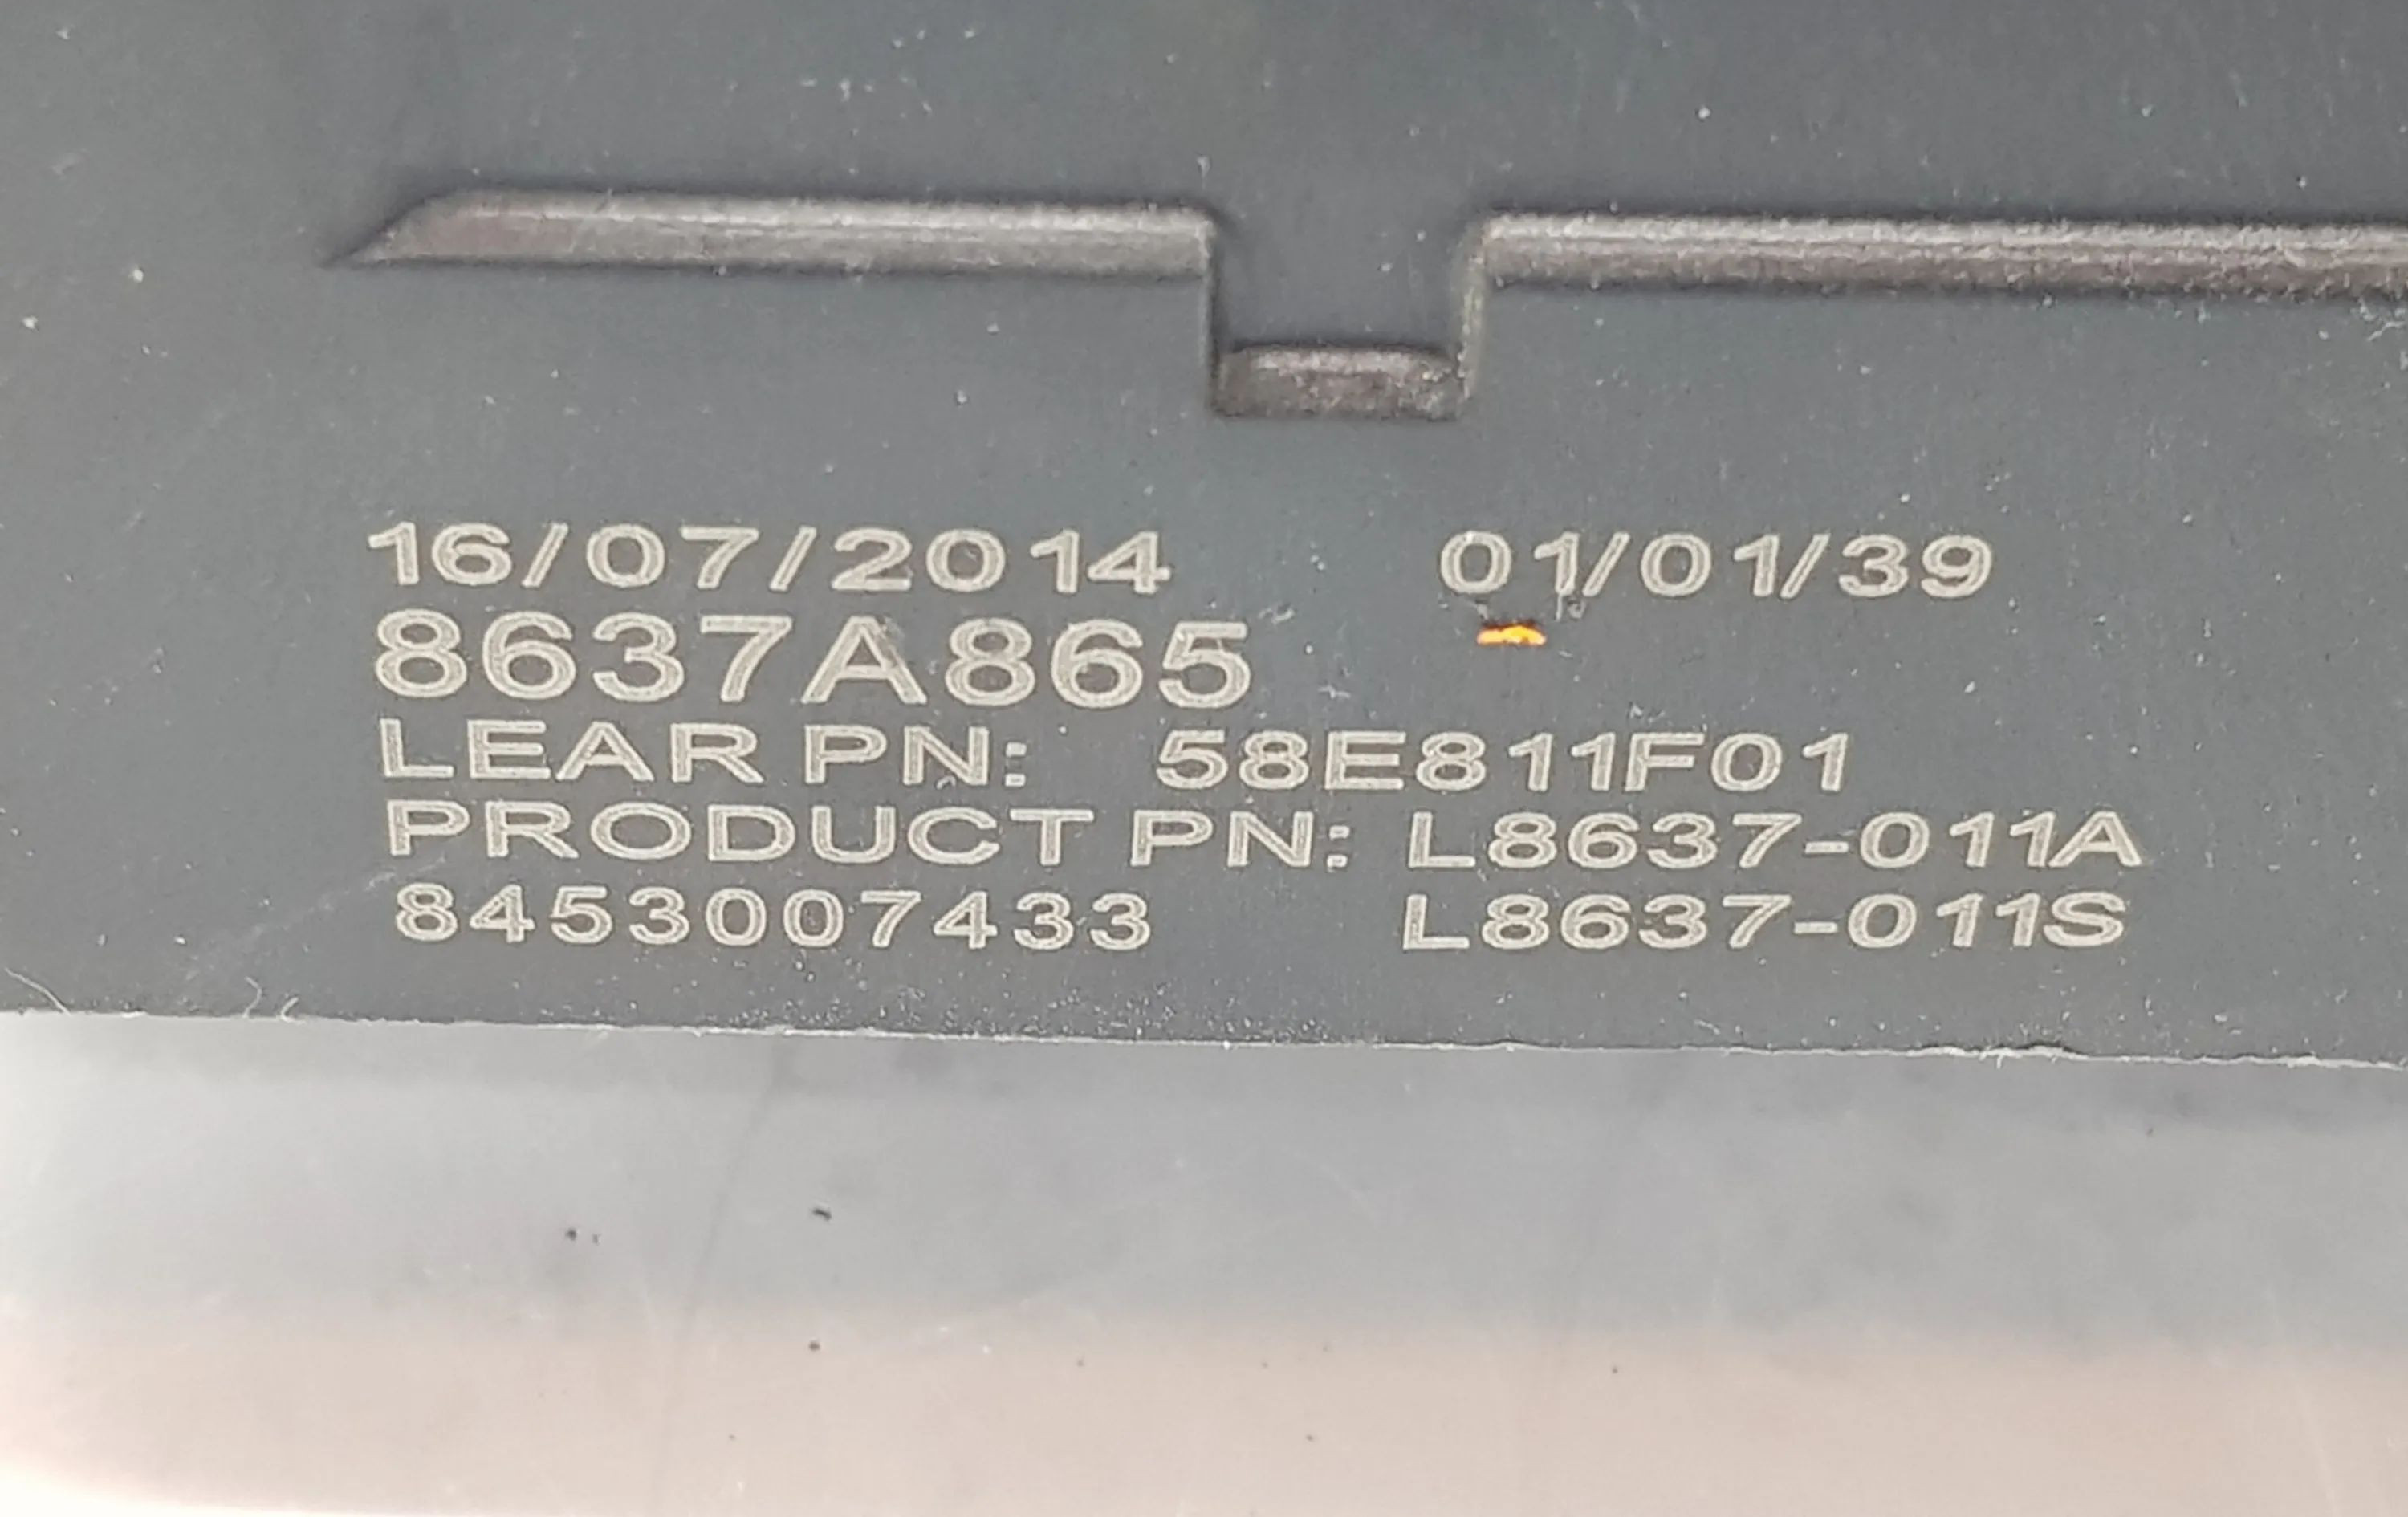 16/07/2014 01/01/39
8637A865
LEAR PN: 58E811F01
PRODUCT PN: L8637-011A
8453007433 L8637-011S